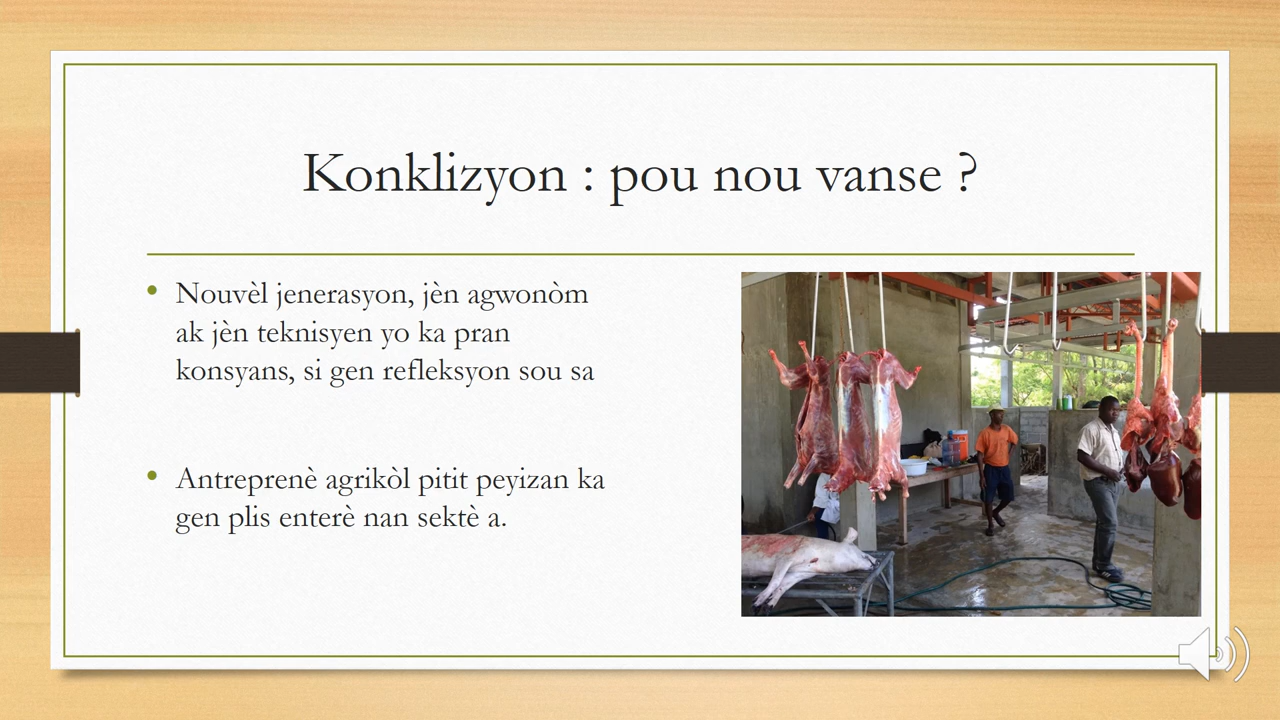 Konklizyon : pou nou vanse ?
• Nouvèl jenerasyon, jèn agwonòm
ak jèn teknisyen yo ka pran
konsyans, si gen refleksyon sou sa
• Antreprenè agrikòl pitit peyizan ka
gen plis enterè nan sektè a.